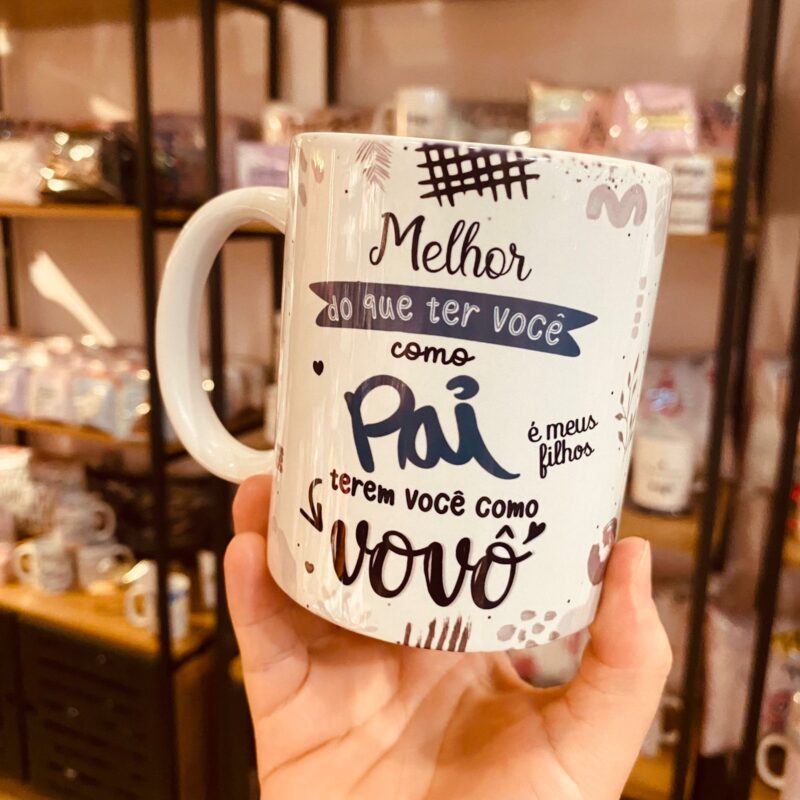 Melhor
do que ter você
como
Pai
é meus
filhos
terem você como
vovô